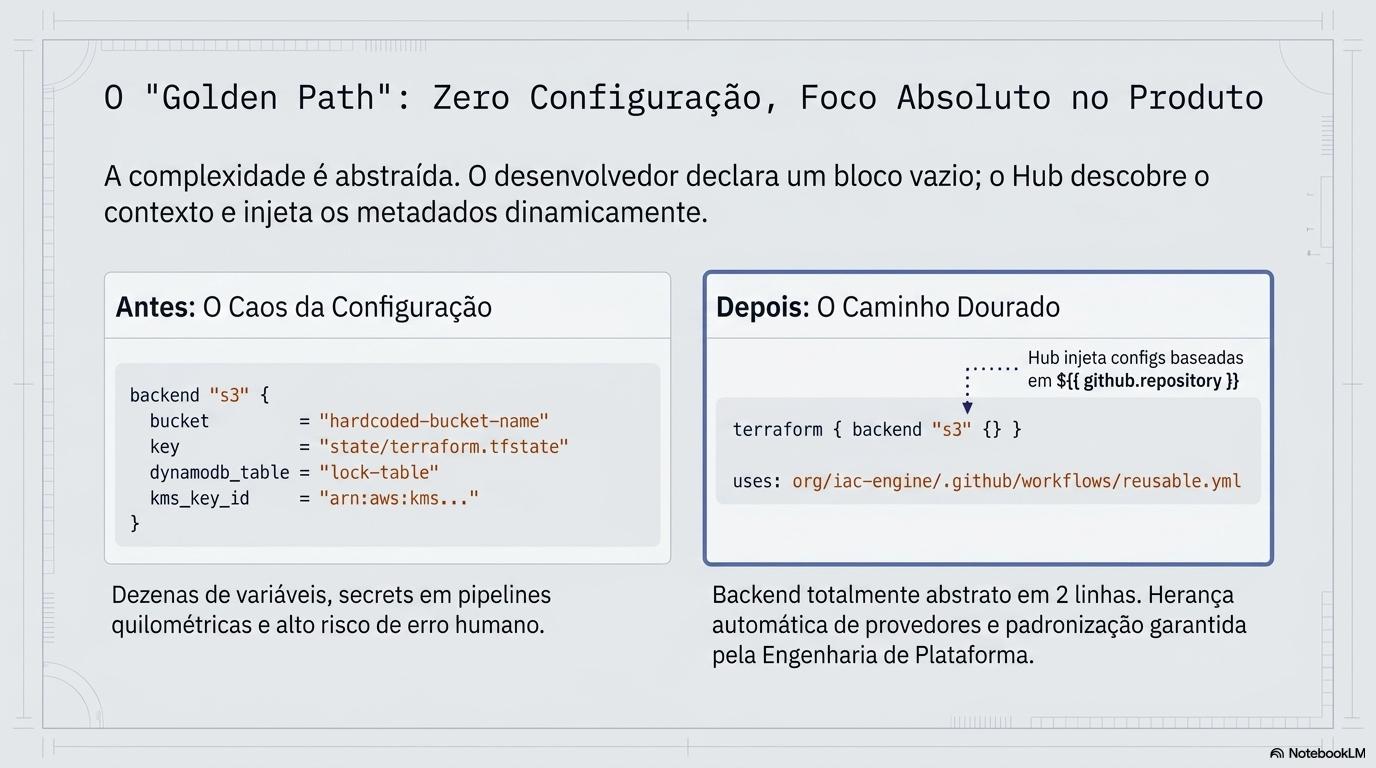 O "Golden Path": Zero Configuração, Foco Absoluto no Produto
A complexidade é abstraída. O desenvolvedor declara um bloco vazio; o Hub descobre o
contexto e injeta os metadados dinamicamente.
Antes: O Caos da Configuração
backend "s3" {
  bucket         = "hardcoded-bucket-name"
  key            = "state/terraform.tfstate"
  dynamodb_table = "lock-table"
  kms_key_id     = "arn:aws:kms..."
}
Dezenas de variáveis, secrets em pipelines
quilométricas e alto risco de erro humano.
Depois: O Caminho Dourado
Hub injeta configs baseadas
em ${{ github.repository }}
terraform { backend "s3" {} }
uses: org/iac-engine/.github/workflows/reusable.yml
Backend totalmente abstrato em 2 linhas. Herança
automática de provedores e padronização garantida
pela Engenharia de Plataforma.
NotebookLM